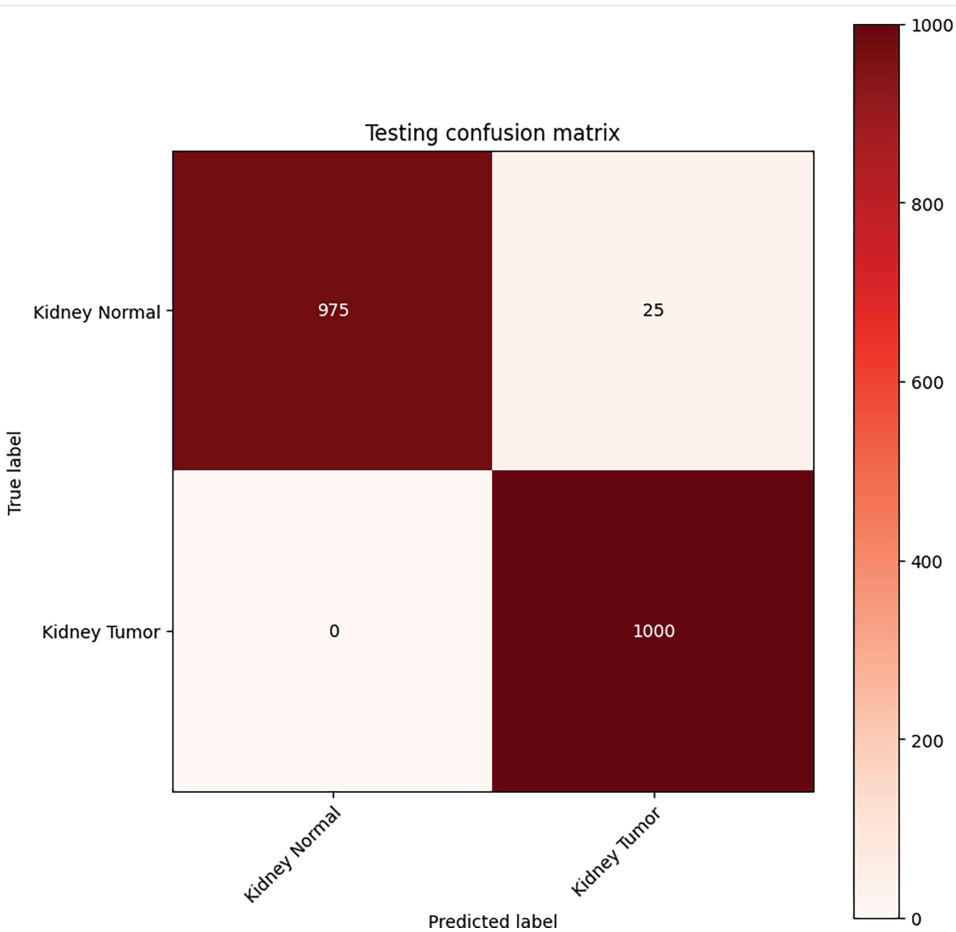 Testing confusion matrix
True label
Kidney Normal
975
25
Kidney Tumor
0
1000
Kidney Normal
Kidney Tumor
Predicted label
1000
800
600
400
200
0